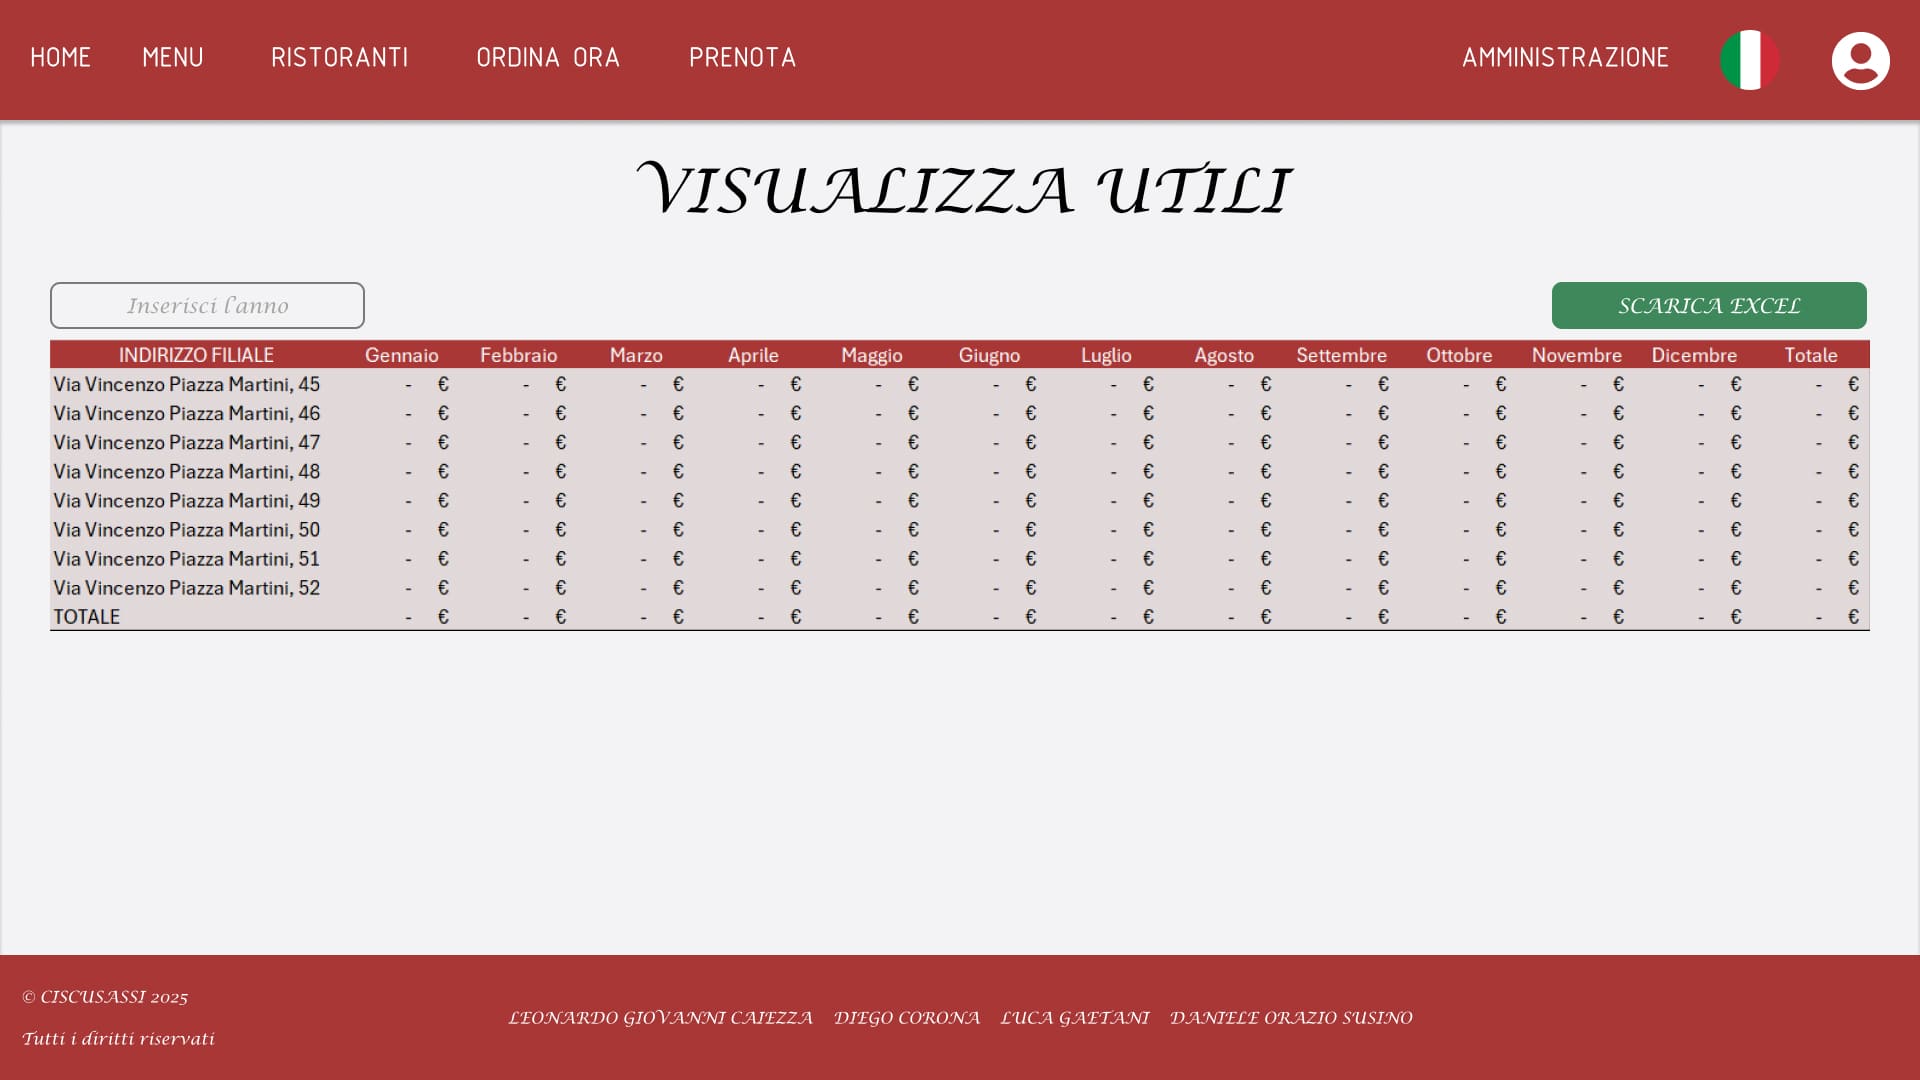 HOME MENU RISTORANTI ORDINA ORA PRENOTA AMMINISTRAZIONE
VISUALIZZA UTILI
Inserisci l'anno SCARICA EXCEL
INDIRIZZO FILIALE Gennaio Febbraio Marzo Aprile Maggio Giugno Luglio Agosto Settembre Ottobre Novembre Dicembre Totale
Via Vincenzo Piazza Martini, 45 - € - € - € - € - € - € - € - € - € - € - € - € - €
Via Vincenzo Piazza Martini, 46 - € - € - € - € - € - € - € - € - € - € - € - € - €
Via Vincenzo Piazza Martini, 47 - € - € - € - € - € - € - € - € - € - € - € - € - €
Via Vincenzo Piazza Martini, 48 - € - € - € - € - € - € - € - € - € - € - € - € - €
Via Vincenzo Piazza Martini, 49 - € - € - € - € - € - € - € - € - € - € - € - € - €
Via Vincenzo Piazza Martini, 50 - € - € - € - € - € - € - € - € - € - € - € - € - €
Via Vincenzo Piazza Martini, 51 - € - € - € - € - € - € - € - € - € - € - € - € - €
Via Vincenzo Piazza Martini, 52 - € - € - € - € - € - € - € - € - € - € - € - € - €
TOTALE - € - € - € - € - € - € - € - € - € - € - € - € - €
© CISCUSASSI 2025
LEONARDO GIOVANNI CAIEZZA DIEGO CORONA LUCA GAETANI DANIELE ORAZIO SUSINO
Tutti i diritti riservati